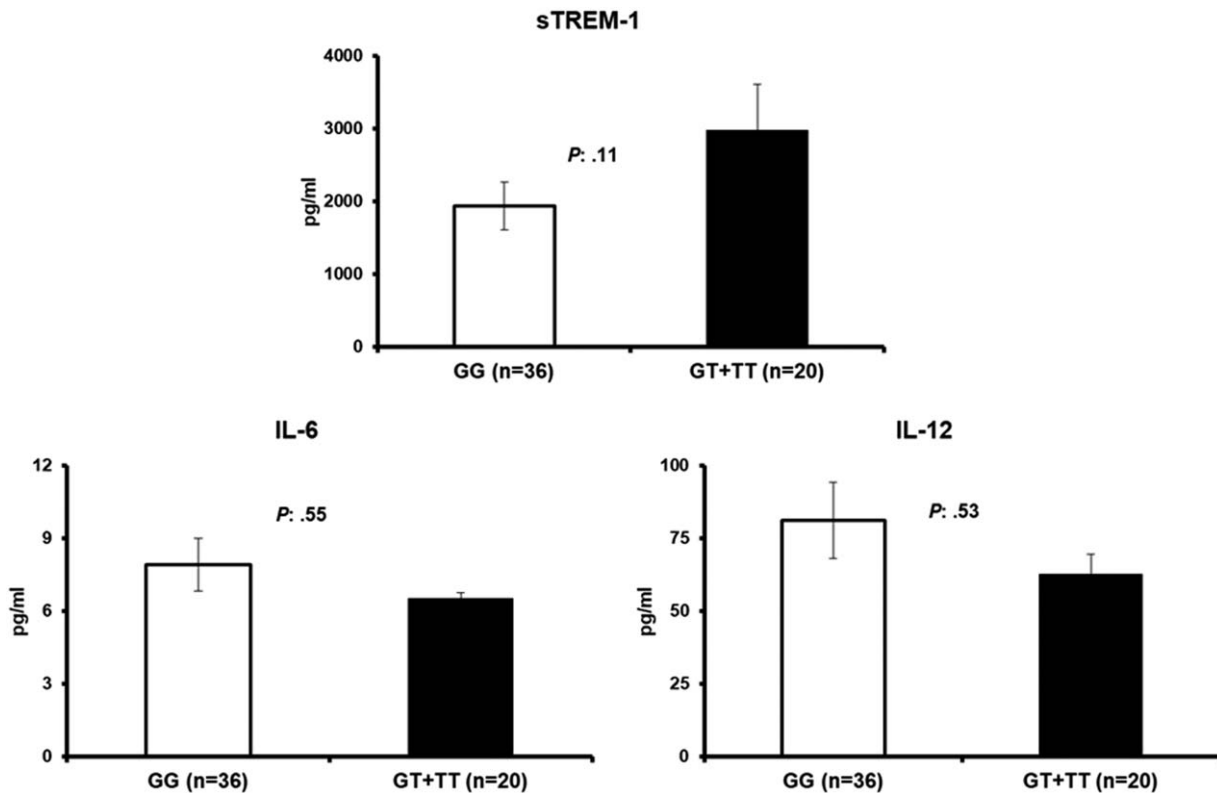 sTREM-1
4000
3000
2000
1000
0
pg/ml
P: .11
GG (n=36)
GT+TT (n=20)
IL-6
12
9
6
3
0
pg/ml
P: .55
GG (n=36)
GT+TT (n=20)
IL-12
100
75
50
25
0
pg/ml
P: .53
GG (n=36)
GT+TT (n=20)